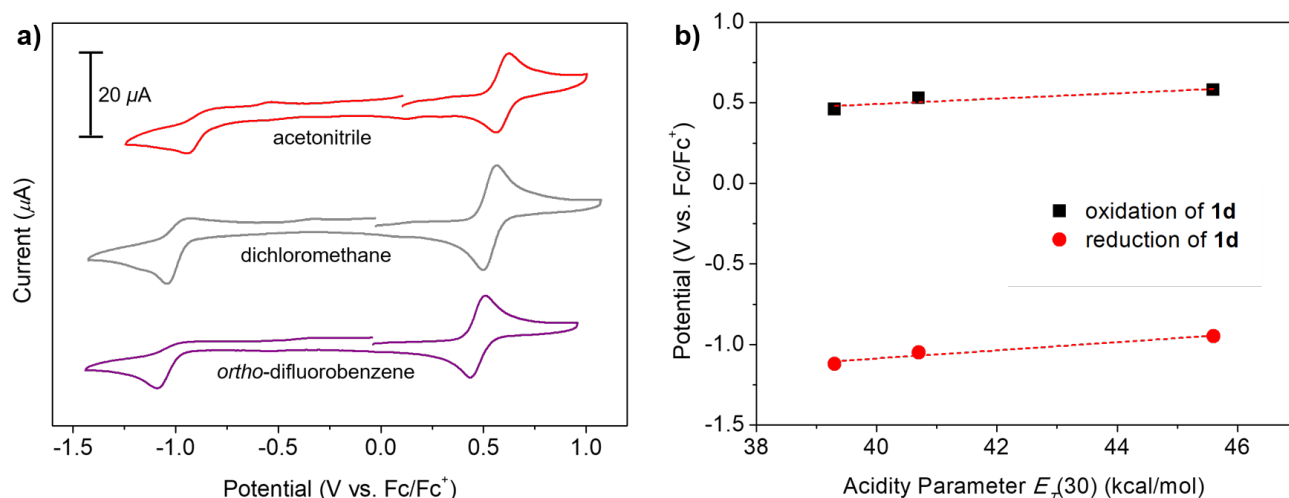 a)
20 µA
acetonitrile
dichloromethane
ortho-difluorobenzene
Current (µA)
-1.5 -1.0 -0.5 0.0 0.5 1.0
Potential (V vs. Fc/Fc⁺)
b)
1.0
0.5
0.0
-0.5
-1.0
-1.5
Potential (V vs. Fc/Fc⁺)
oxidation of 1d
reduction of 1d
38 40 42 44 46
Acidity Parameter E_T(30) (kcal/mol)